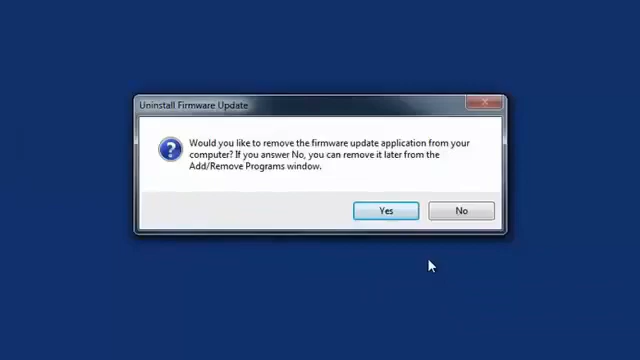 Uninstall Firmware Update
Would you like to remove the firmware update application from your
computer? If you answer No, you can remove it later from the
Add/Remove Programs window.
Yes
No